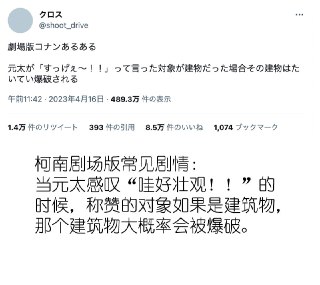 クロス
@shoot_drive
劇場版コナンあるある
元太が「すっげぇ〜！！」って言った対象が建物だった場合その建物はた
いてい爆破される
午前11:42 · 2023年4月16日 · 489.3万 件の表示
1.4万 件のリツイート 393 件の引用 8.5万 件のいいね 1,074 ブックマーク
柯南剧场版常见剧情：
当元太感叹“哇好壮观！！”的
时候，称赞的对象如果是建筑物，
那个建筑物大概率会被爆破。